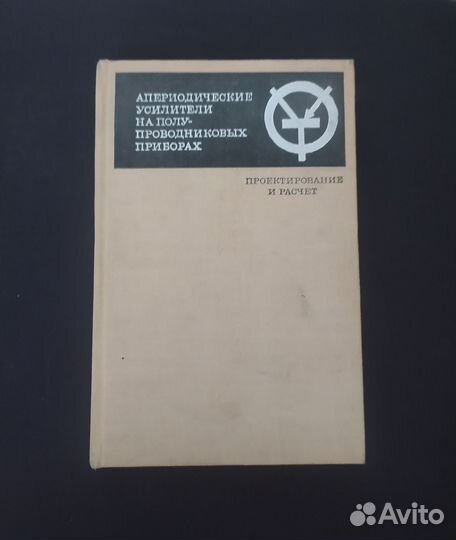 АПЕРИОДИЧЕСКИЕ
УСИЛИТЕЛИ
НА ПОЛУ-
ПРОВОДНИКОВЫХ
ПРИБОРАХ
ПРОЕКТИРОВАНИЕ
И РАСЧЕТ
Avito